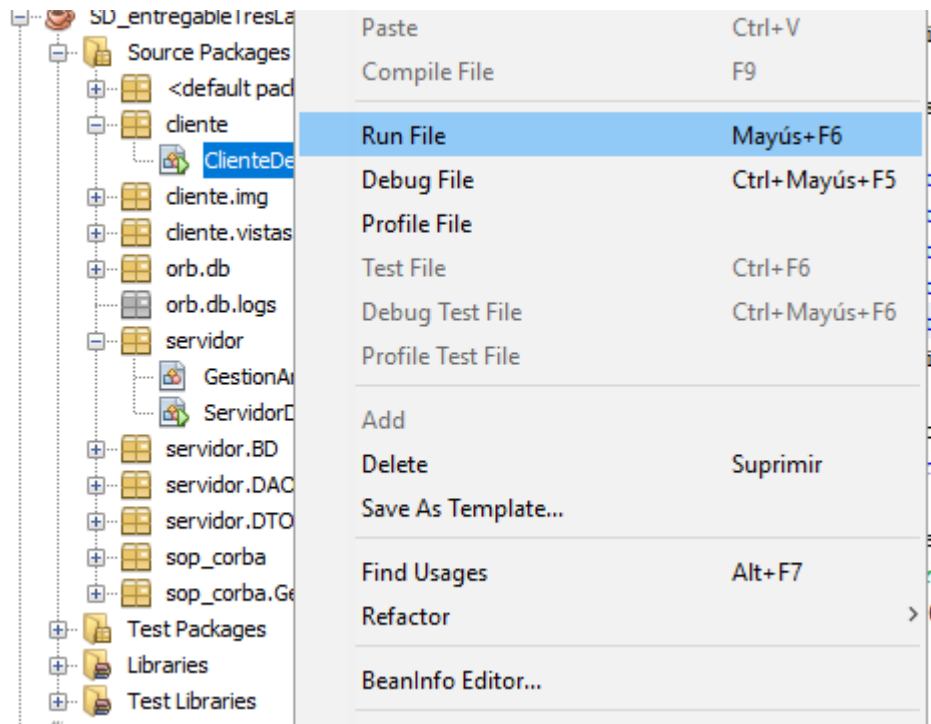 SD_entregableTresLa
Source Packages
<default pack
cliente
ClienteDe
cliente.img
cliente.vistas
orb.db
orb.db.logs
servidor
GestionAn
ServidorD
servidor.BD
servidor.DAO
servidor.DTO
sop_corba
sop_corba.Ge
Test Packages
Libraries
Test Libraries
Paste Ctrl+V
Compile File F9
Run File Mayús+F6
Debug File Ctrl+Mayús+F5
Profile File
Test File Ctrl+F6
Debug Test File Ctrl+Mayús+F6
Profile Test File
Add
Delete Suprimir
Save As Template...
Find Usages Alt+F7
Refactor >
BeanInfo Editor...